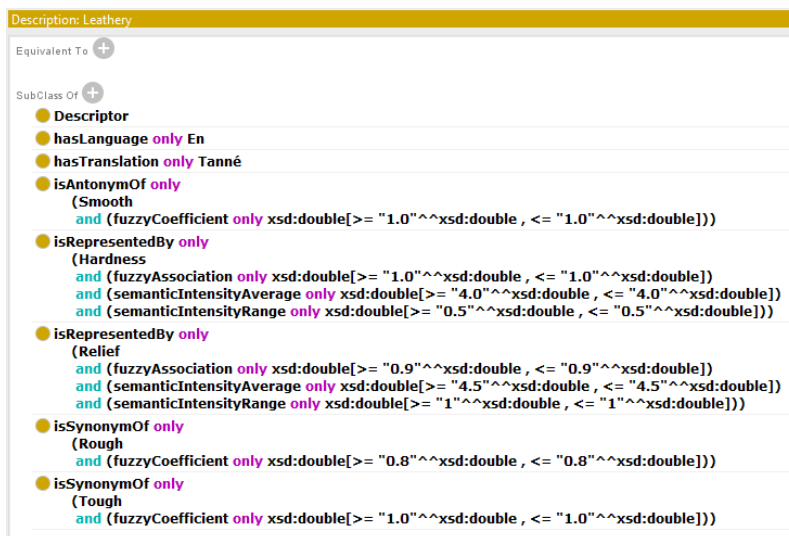 Description: Leathery
Equivalent To
SubClass Of
Descriptor
hasLanguage only En
hasTranslation only Tanné
isAntonymOf only
(Smooth
and (fuzzyCoefficient only xsd:double[>= "1.0"^^xsd:double , <= "1.0"^^xsd:double]))
isRepresentedBy only
(Hardness
and (fuzzyAssociation only xsd:double[>= "1.0"^^xsd:double , <= "1.0"^^xsd:double])
and (semanticIntensityAverage only xsd:double[>= "4.0"^^xsd:double , <= "4.0"^^xsd:double])
and (semanticIntensityRange only xsd:double[>= "0.5"^^xsd:double , <= "0.5"^^xsd:double]))
isRepresentedBy only
(Relief
and (fuzzyAssociation only xsd:double[>= "0.9"^^xsd:double , <= "0.9"^^xsd:double])
and (semanticIntensityAverage only xsd:double[>= "4.5"^^xsd:double , <= "4.5"^^xsd:double])
and (semanticIntensityRange only xsd:double[>= "1"^^xsd:double , <= "1"^^xsd:double]))
isSynonymOf only
(Rough
and (fuzzyCoefficient only xsd:double[>= "0.8"^^xsd:double , <= "0.8"^^xsd:double]))
isSynonymOf only
(Tough
and (fuzzyCoefficient only xsd:double[>= "1.0"^^xsd:double , <= "1.0"^^xsd:double]))